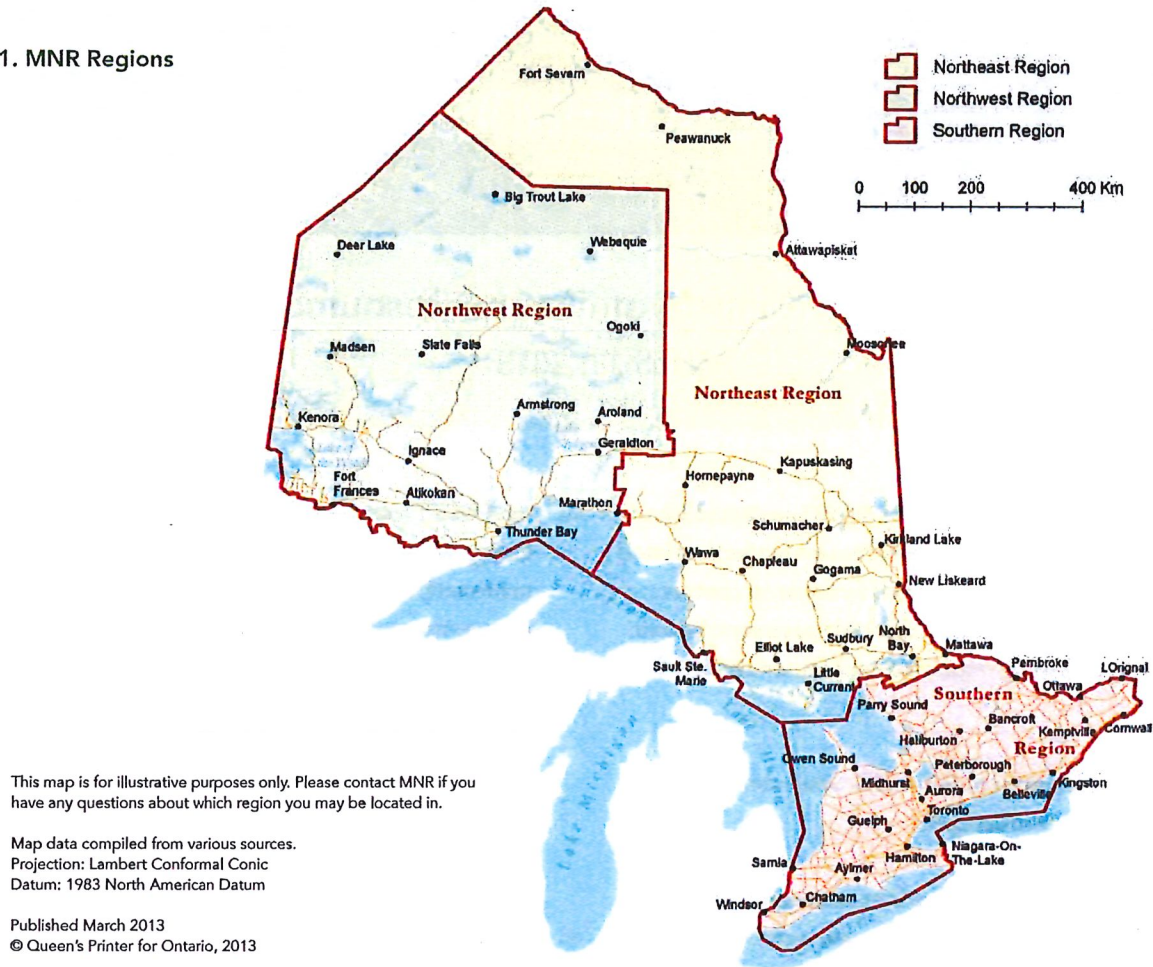 1. MNR Regions
Northeast Region
Northwest Region
Southern Region
0 100 200 400 Km
Fort Severn
Peawanuck
Big Trout Lake
Deer Lake
Webequie
Attawapiskat
Northwest Region
Ogoki
Madsen
Slate Falls
Moosonee
Northeast Region
Armstrong
Aroland
Kenora
Geraldton
Ignace
Kapuskasing
Hornepayne
Fort
Frances
Atikokan
Marathon
Schumacher
Thunder Bay
Kirkland Lake
Wawa
Chapleau
Gogama
New Liskeard
Lake Superior
Elliot Lake
Sudbury
North
Bay
Mattawa
Sault Ste.
Marie
Little
Current
Pembroke
LOrignal
Ottawa
Southern
Region
Parry Sound
Bancroft
Kemptville
Cornwall
Haliburton
Lake Michigan
Lake Huron
Owen Sound
Midhurst
Peterborough
Belleville
Kingston
Aurora
Toronto
Guelph
Hamilton
Niagara-On-
The-Lake
Sarnia
Aylmer
Windsor
Chatham
This map is for illustrative purposes only. Please contact MNR if you
have any questions about which region you may be located in.
Map data compiled from various sources.
Projection: Lambert Conformal Conic
Datum: 1983 North American Datum
Published March 2013
© Queen's Printer for Ontario, 2013